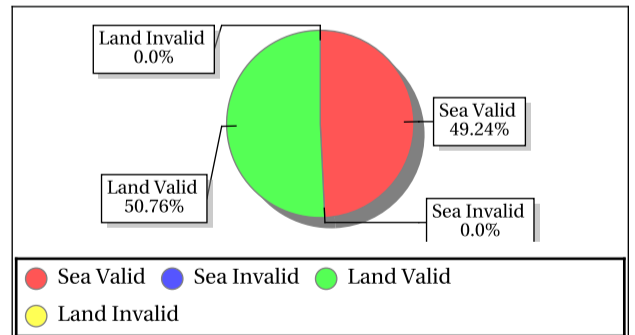 Land Invalid
0.0%
Sea Valid
49.24%
Land Valid
50.76%
Sea Invalid
0.0%
Sea Valid Sea Invalid Land Valid
Land Invalid